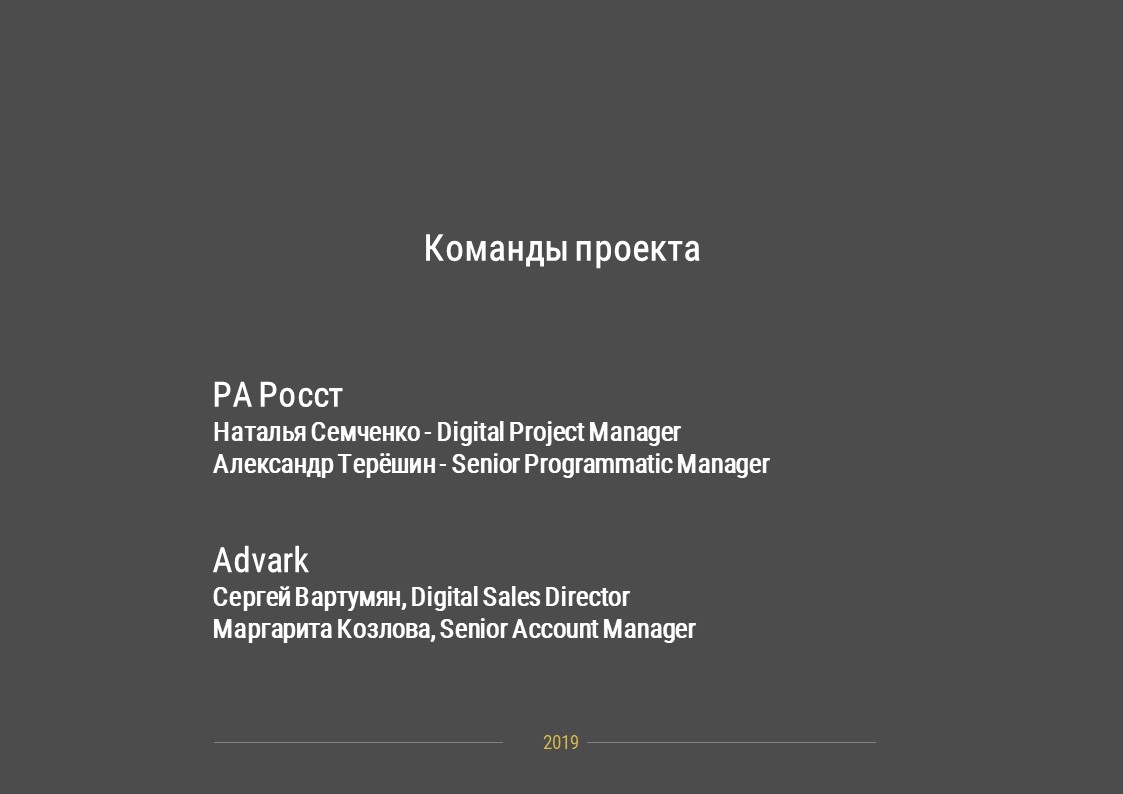 Команды проекта
РА Росст
Наталья Семченко - Digital Project Manager
Александр Терёшин - Senior Programmatic Manager
Advark
Сергей Вартумян, Digital Sales Director
Маргарита Козлова, Senior Account Manager
2019